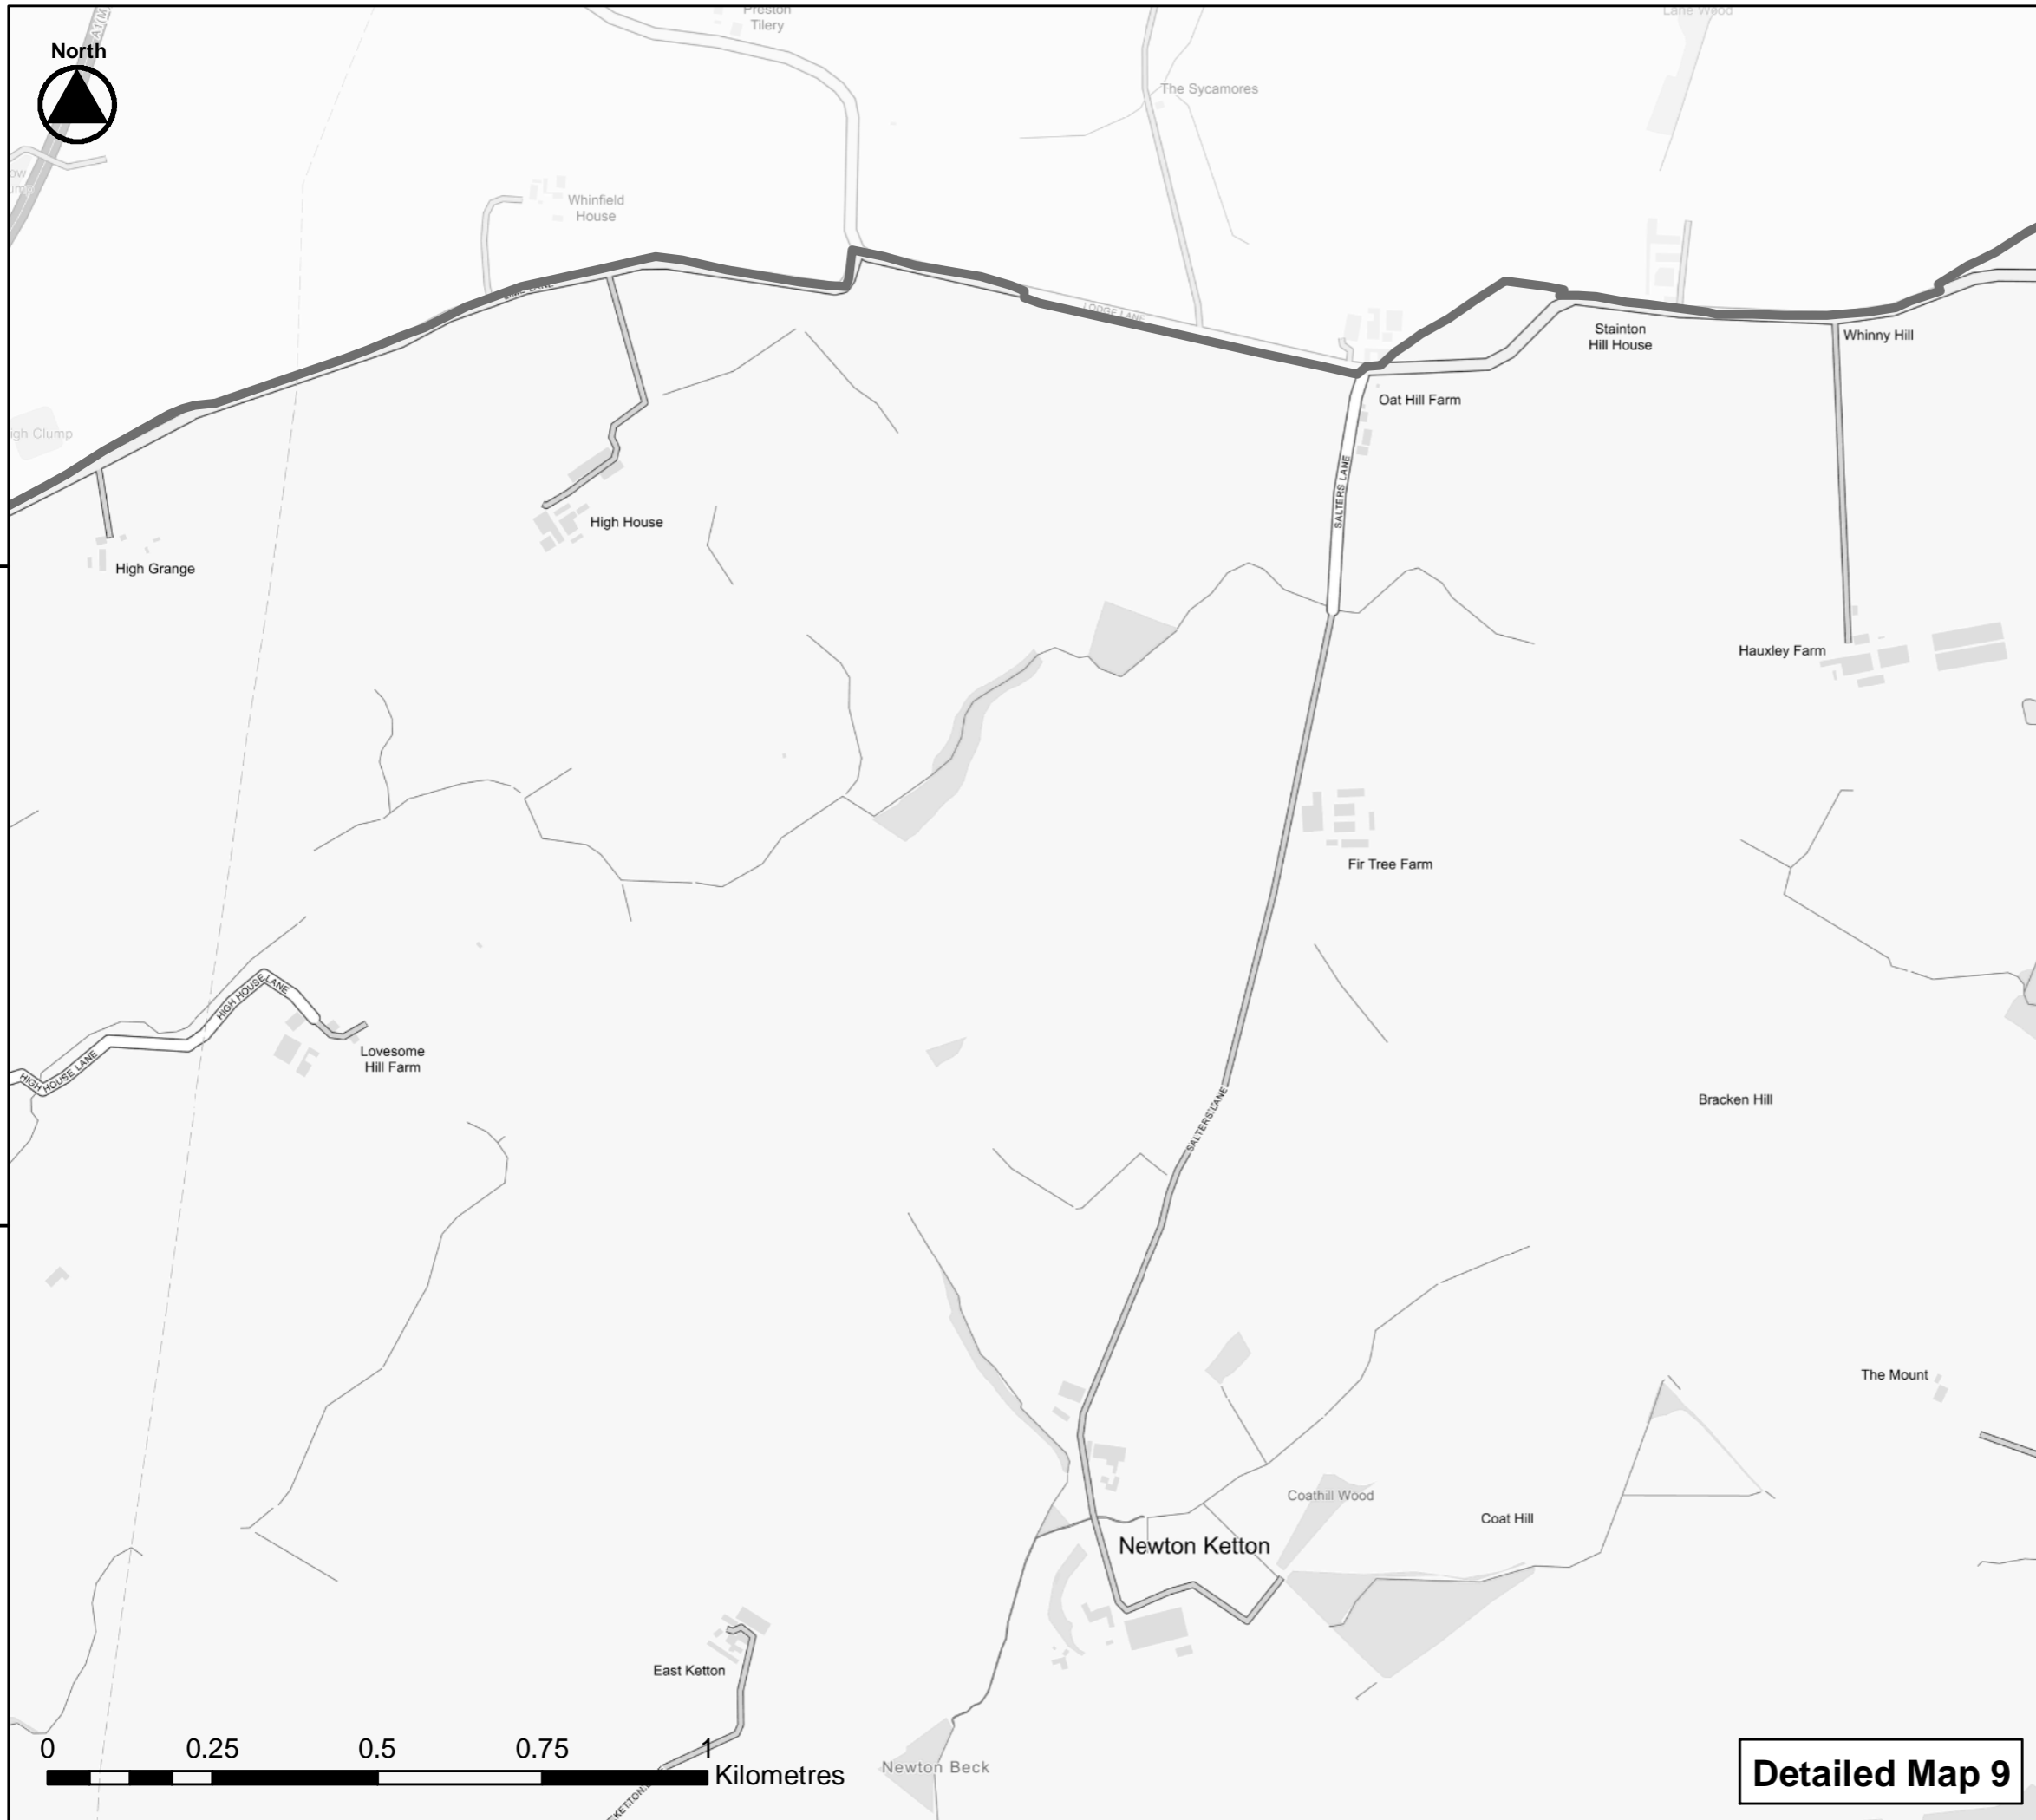 A1(M)
Preston
Tilery
Lane Wood
North
The Sycamores
Whinfield
House
LODGE LANE
Stainton
Hill House
Whinny Hill
Oat Hill Farm
gh Clump
SALTERS LANE
High House
High Grange
Hauxley Farm
Fir Tree Farm
HIGH HOUSE LANE
HIGH HOUSE LANE
Lovesome
Hill Farm
SALTERS LANE
Bracken Hill
The Mount
Coathill Wood
Coat Hill
Newton Ketton
East Ketton
0 0.25 0.5 0.75 1
Kilometres
Newton Beck
Detailed Map 9